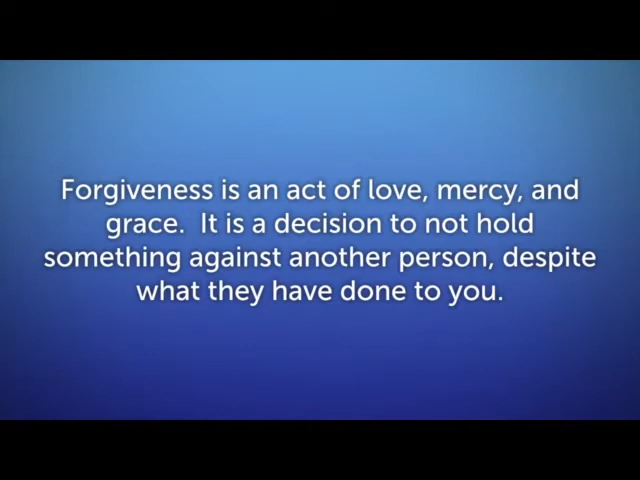 Forgiveness is an act of love, mercy, and
grace.  It is a decision to not hold
something against another person, despite
what they have done to you.